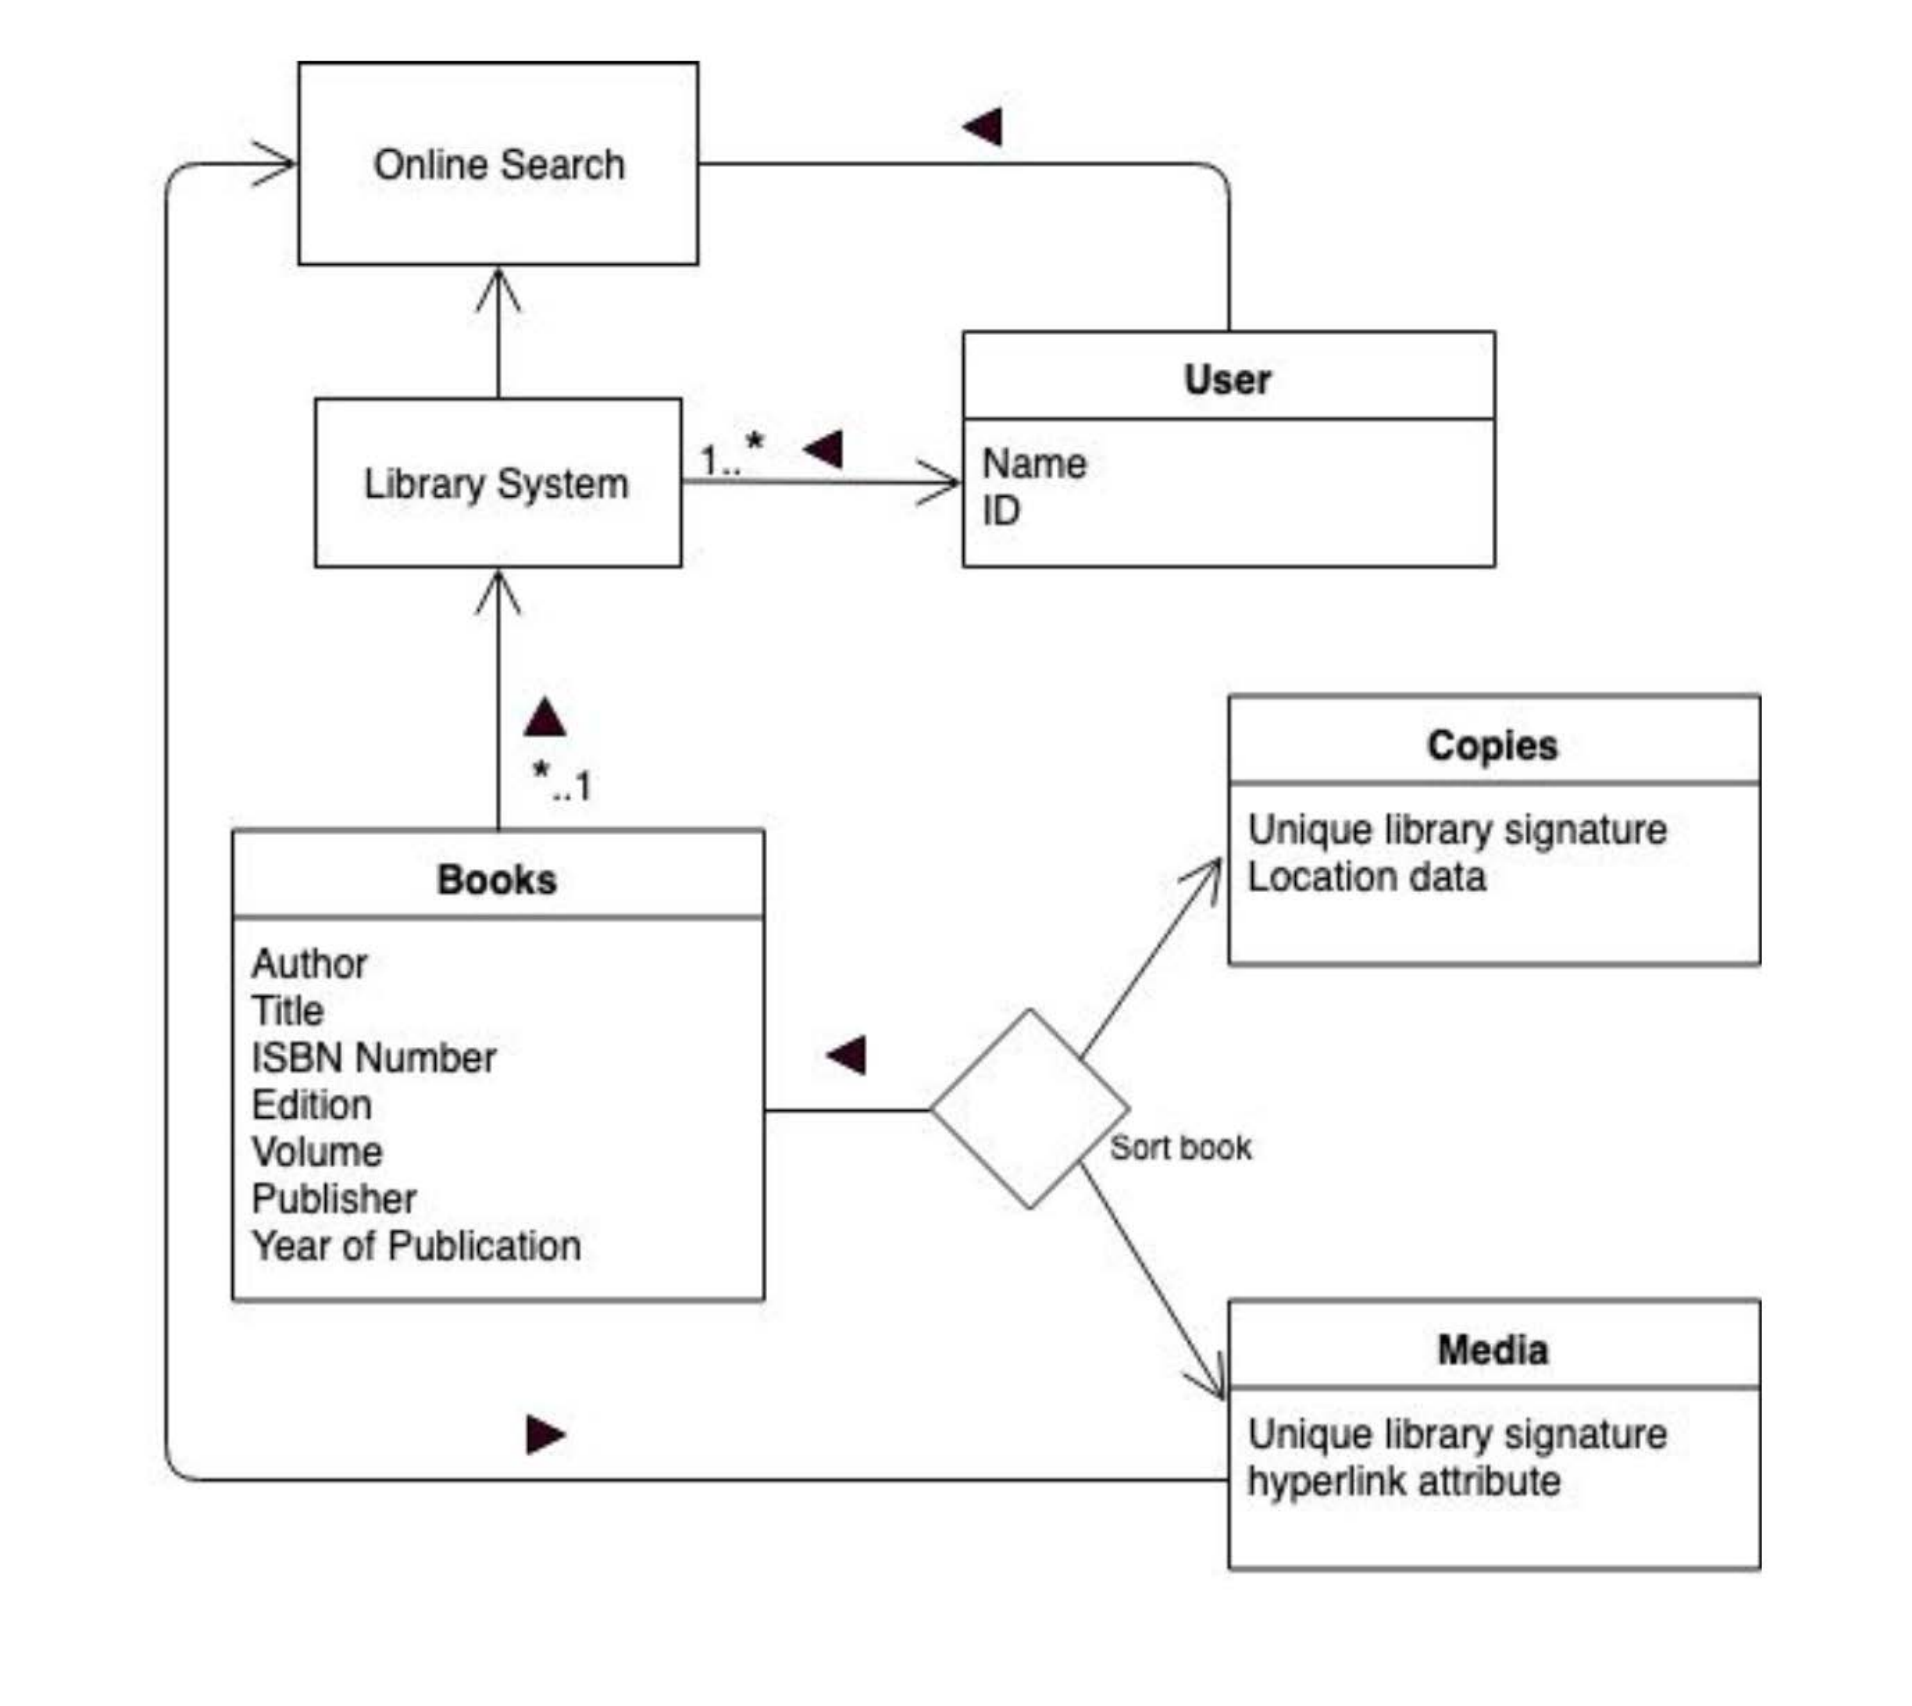 Online Search
User
Name
ID
1..*
Library System
*..1
Books
Author
Title
ISBN Number
Edition
Volume
Publisher
Year of Publication
Copies
Unique library signature
Location data
Sort book
Media
Unique library signature
hyperlink attribute